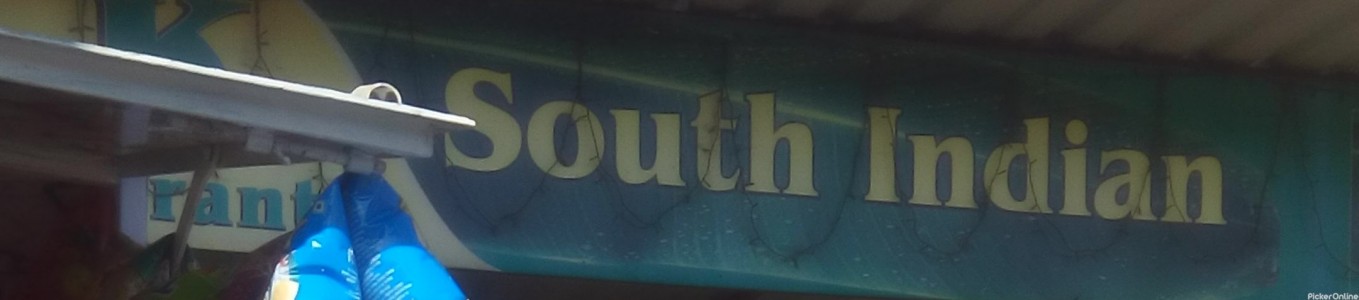 K
South Indian
rant
PickerOnline